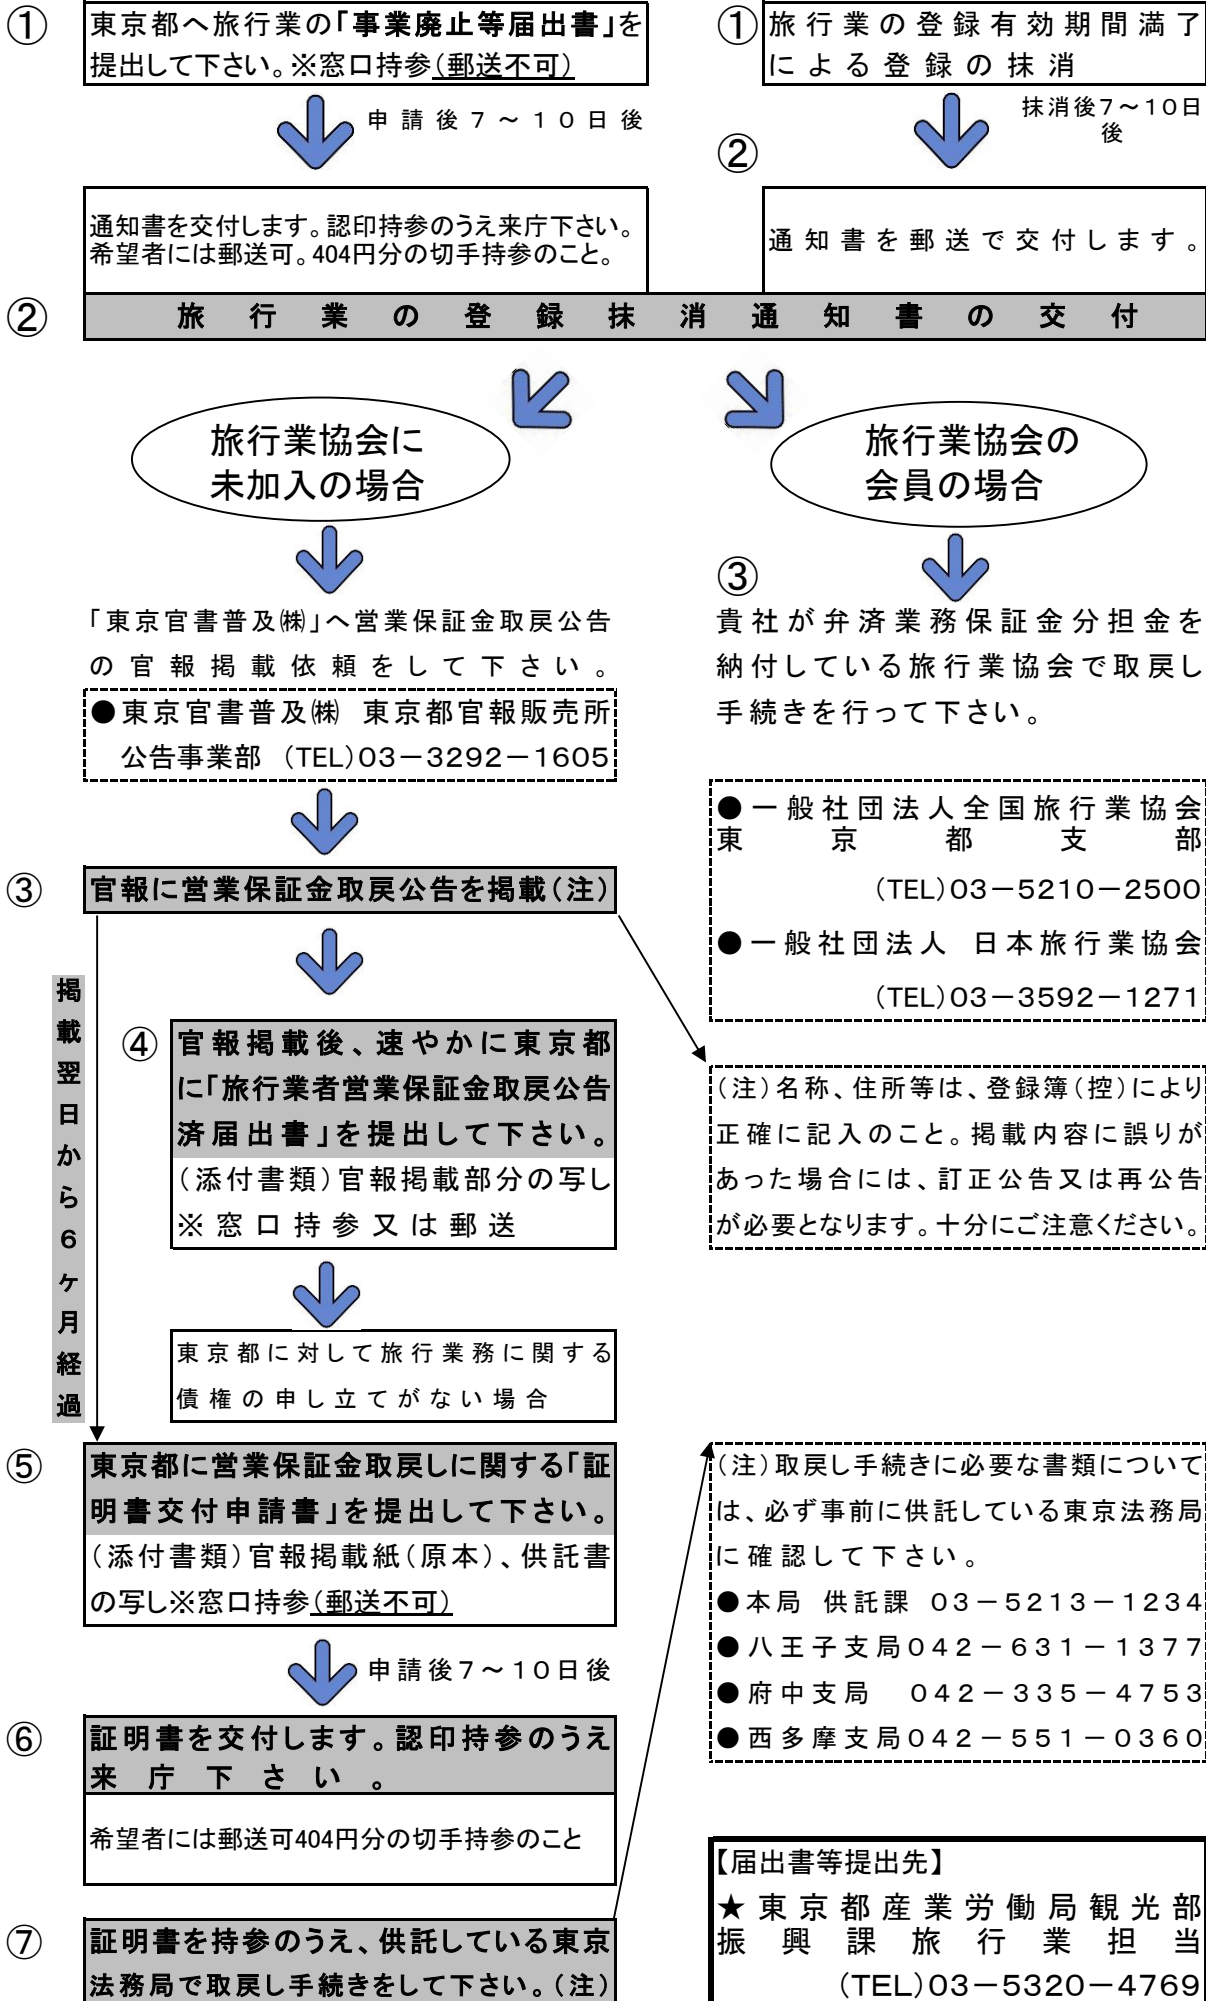 ①
東京都へ旅行業の「事業廃止等届出書」を
提出して下さい。※窓口持参(郵送不可)
申請後７～１０日後
通知書を交付します。認印持参のうえ来庁下さい。
希望者には郵送可。404円分の切手持参のこと。
①
旅行業の登録有効期間満了
による登録の抹消
抹消後７～１０日
後
②
通知書を郵送で交付します。
②
旅行業の登録抹消通知書の交付
旅行業協会に
未加入の場合
「東京官書普及㈱」へ営業保証金取戻公告
の官報掲載依頼をして下さい。
●東京官書普及㈱ 東京都官報販売所
公告事業部 (TEL)０３－３２９２－１６０５
旅行業協会の
会員の場合
③
貴社が弁済業務保証金分担金を
納付している旅行業協会で取戻し
手続きを行って下さい。
●一般社団法人全国旅行業協会
東京都支部
(TEL)０３－５２１０－２５００
●一般社団法人 日本旅行業協会
(TEL)０３－３５９２－１２７１
③
官報に営業保証金取戻公告を掲載(注)
掲載翌日から６ヶ月経過
④
官報掲載後、速やかに東京都
に「旅行業者営業保証金取戻公告
済届出書」を提出して下さい。
(添付書類)官報掲載部分の写し
※窓口持参又は郵送
(注)名称、住所等は、登録簿(控)により
正確に記入のこと。掲載内容に誤りが
あった場合には、訂正公告又は再公告
が必要となります。十分にご注意ください。
東京都に対して旅行業務に関する
債権の申し立てがない場合
⑤
東京都に営業保証金取戻しに関する「証
明書交付申請書」を提出して下さい。
(添付書類)官報掲載紙(原本)、供託書
の写し※窓口持参(郵送不可)
申請後７～１０日後
⑥
証明書を交付します。認印持参のうえ
来庁下さい。
希望者には郵送可404円分の切手持参のこと
⑦
証明書を持参のうえ、供託している東京
法務局で取戻し手続きをして下さい。(注)
(注)取戻し手続きに必要な書類について
は、必ず事前に供託している東京法務局
に確認して下さい。
●本局 供託課 ０３－５２１３－１２３４
●八王子支局０４２－６３１－１３７７
●府中支局 ０４２－３３５－４７５３
●西多摩支局０４２－５５１－０３６０
【届出書等提出先】
★東京都産業労働局観光部
振興課旅行業担当
(TEL)０３－５３２０－４７６９